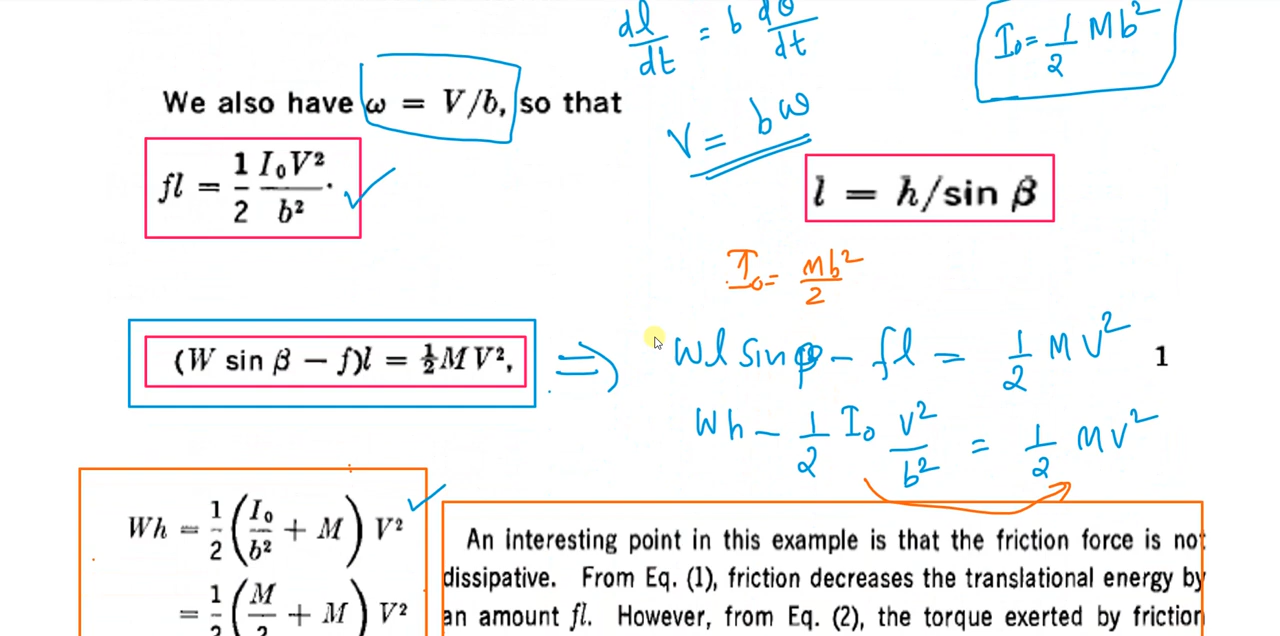 dl/dt = b dθ/dt
I₀ = 1/2 Mb²
We also have ω = V/b, so that
V = bω
fl = 1/2 I₀V²/b².
l = h/sin β
I₀ = Mb²/2
(W sin β − f)l = ½MV²,
⇒ Wl sinβ − fl = 1/2 MV² 1
Wh − 1/2 I₀ V²/b² = 1/2 MV²
Wh = 1/2 (I₀/b² + M) V²
= 1/2 (M/2 + M) V²
An interesting point in this example is that the friction force is not
dissipative. From Eq. (1), friction decreases the translational energy by
an amount fl. However, from Eq. (2), the torque exerted by friction